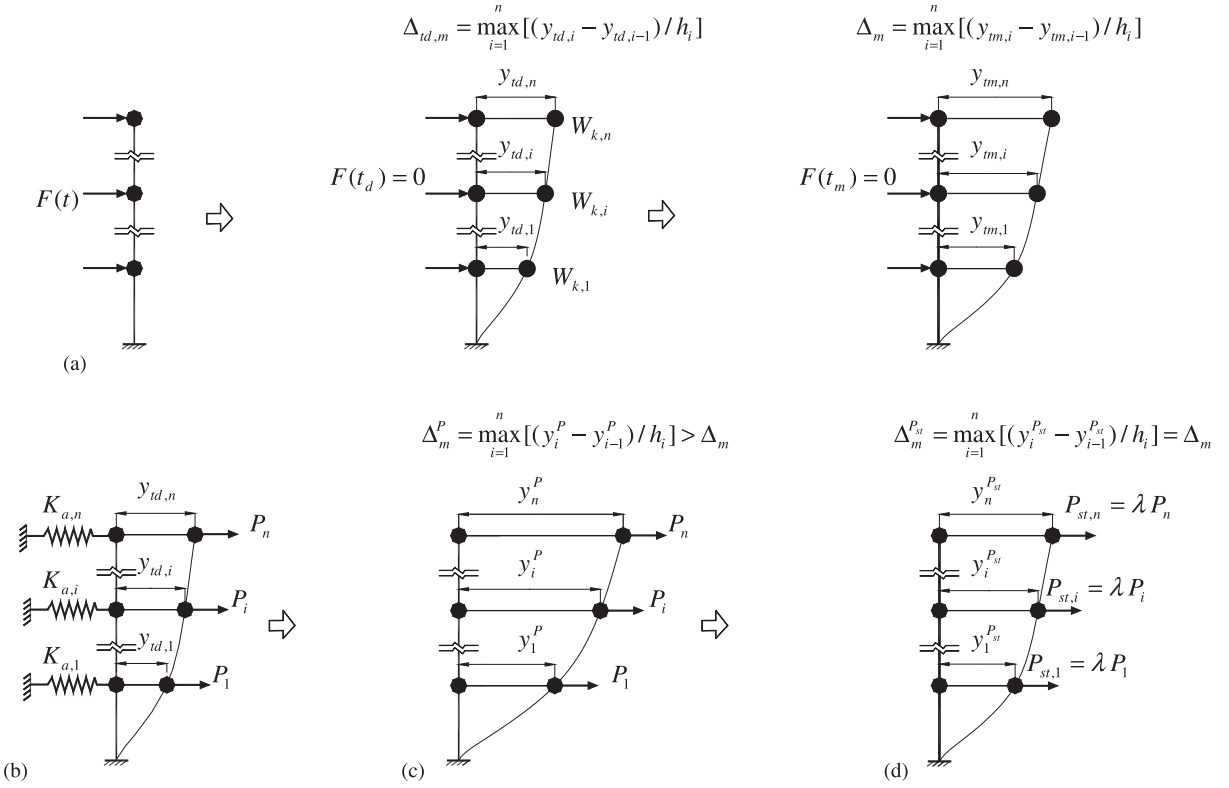 Δ_{td,m} = max_{i=1}^{n} [(y_{td,i} − y_{td,i−1}) / h_i]
Δ_m = max_{i=1}^{n} [(y_{tm,i} − y_{tm,i−1}) / h_i]
y_{td,n}
y_{tm,n}
W_{k,n}
y_{td,i}
y_{tm,i}
F(t)
F(t_d) = 0
W_{k,i}
F(t_m) = 0
y_{td,1}
y_{tm,1}
W_{k,1}
(a)
Δ_m^P = max_{i=1}^{n} [(y_i^P − y_{i−1}^P) / h_i] > Δ_m
Δ_m^{P_{st}} = max_{i=1}^{n} [(y_i^{P_{st}} − y_{i−1}^{P_{st}}) / h_i] = Δ_m
K_{a,n}
y_{td,n}
P_n
y_n^P
P_n
y_n^{P_{st}}
P_{st,n} = λP_n
K_{a,i}
y_{td,i}
P_i
y_i^P
P_i
y_i^{P_{st}}
P_{st,i} = λP_i
K_{a,1}
y_{td,1}
P_1
y_1^P
P_1
y_1^{P_{st}}
P_{st,1} = λP_1
(b)
(c)
(d)